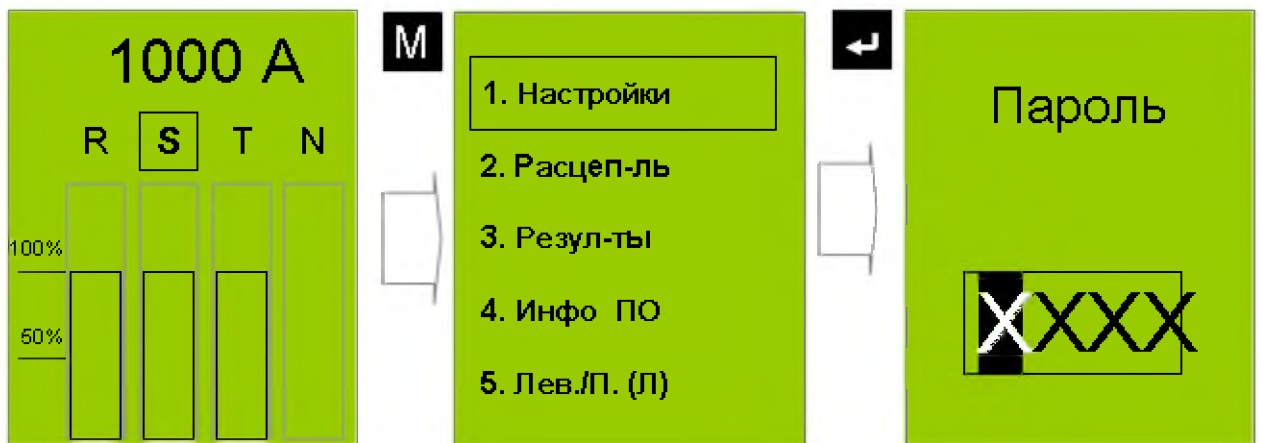 1000 A
R S T N
100%
50%
M
1. Настройки
2. Расцеп-ль
3. Резул-ты
4. Инфо ПО
5. Лев./П. (Л)
Пароль
XXXX